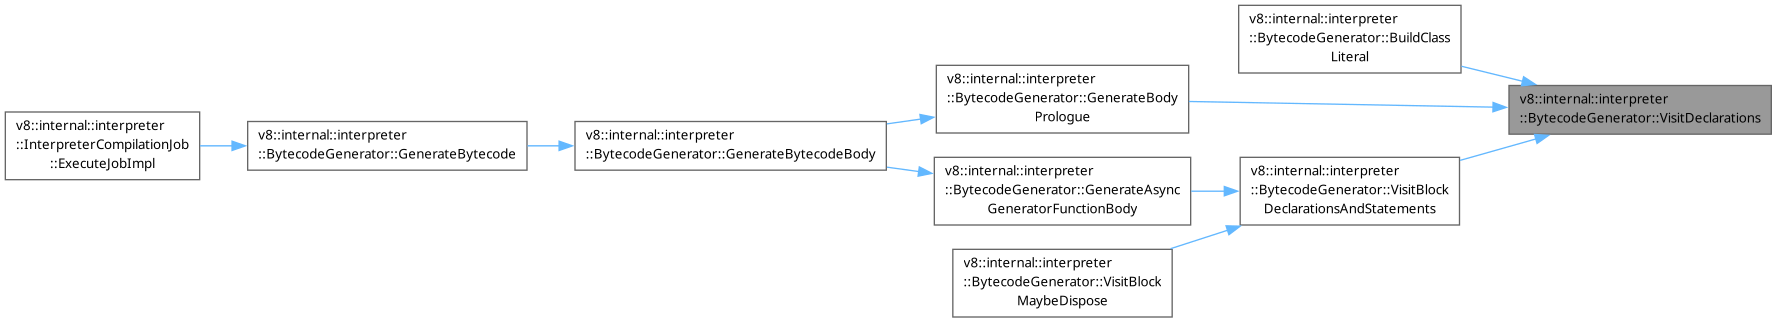 v8::internal::interpreter
::BytecodeGenerator::BuildClass
Literal
v8::internal::interpreter
::BytecodeGenerator::GenerateBody
Prologue
v8::internal::interpreter
::BytecodeGenerator::VisitDeclarations
v8::internal::interpreter
::InterpreterCompilationJob
::ExecuteJobImpl
v8::internal::interpreter
::BytecodeGenerator::GenerateBytecode
v8::internal::interpreter
::BytecodeGenerator::GenerateBytecodeBody
v8::internal::interpreter
::BytecodeGenerator::GenerateAsync
GeneratorFunctionBody
v8::internal::interpreter
::BytecodeGenerator::VisitBlock
DeclarationsAndStatements
v8::internal::interpreter
::BytecodeGenerator::VisitBlock
MaybeDispose